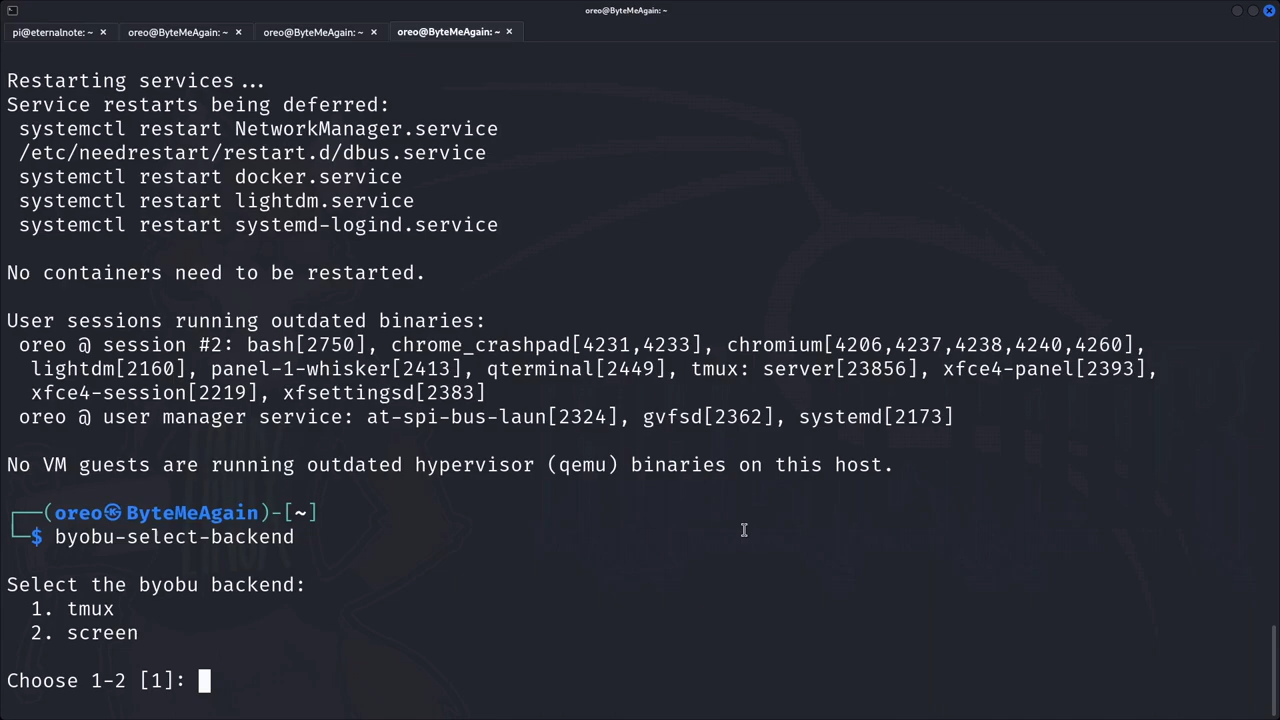 oreo@ByteMeAgain: ~
pi@eternalnote: ~ × oreo@ByteMeAgain: ~ × oreo@ByteMeAgain: ~ × oreo@ByteMeAgain: ~ ×
Restarting services...
Service restarts being deferred:
systemctl restart NetworkManager.service
/etc/needrestart/restart.d/dbus.service
systemctl restart docker.service
systemctl restart lightdm.service
systemctl restart systemd-logind.service
No containers need to be restarted.
User sessions running outdated binaries:
oreo @ session #2: bash[2750], chrome_crashpad[4231,4233], chromium[4206,4237,4238,4240,4260],
lightdm[2160], panel-1-whisker[2413], qterminal[2449], tmux: server[23856], xfce4-panel[2393],
xfce4-session[2219], xfsettingsd[2383]
oreo @ user manager service: at-spi-bus-laun[2324], gvfsd[2362], systemd[2173]
No VM guests are running outdated hypervisor (qemu) binaries on this host.
┌──(oreo㉿ByteMeAgain)-[~]
└─$ byobu-select-backend
Select the byobu backend:
1. tmux
2. screen
Choose 1-2 [1]: